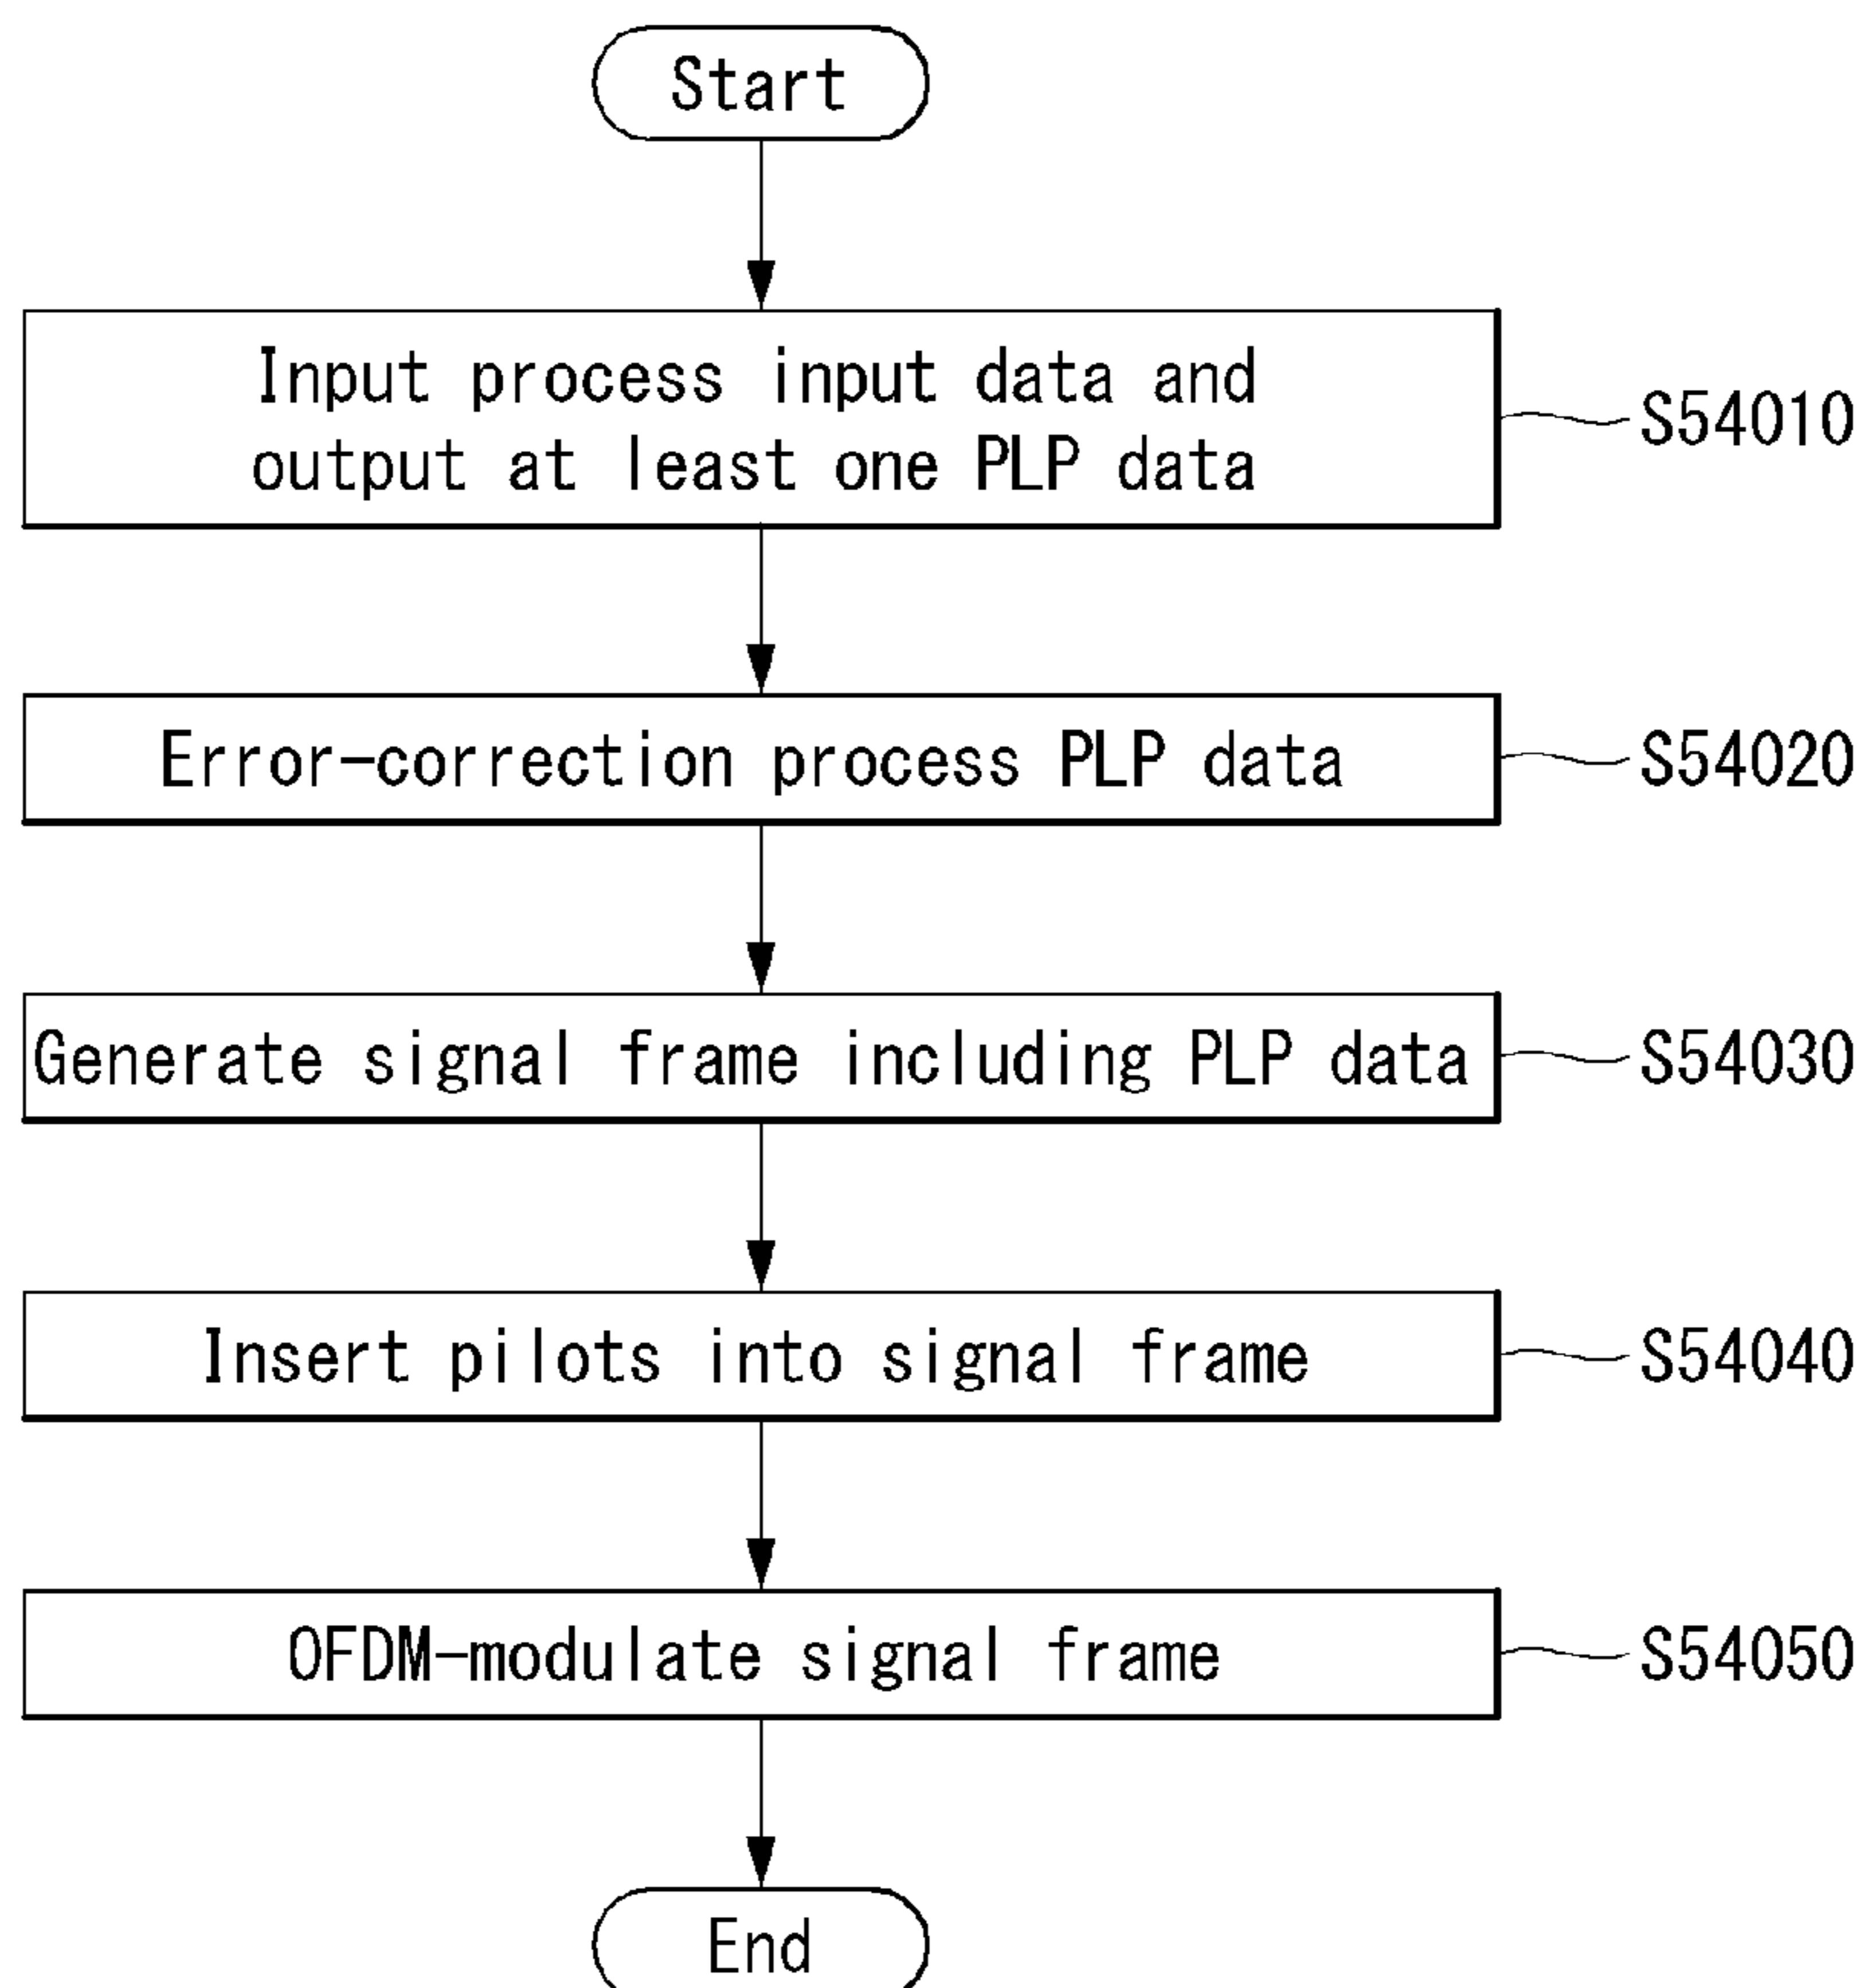 Start
Input process input data and
output at least one PLP data
S54010
Error-correction process PLP data
S54020
Generate signal frame including PLP data
S54030
Insert pilots into signal frame
S54040
OFDM-modulate signal frame
S54050
End